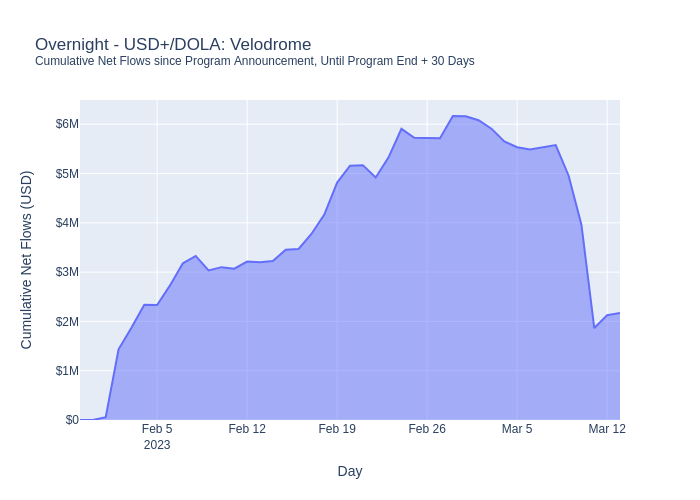 Overnight - USD+/DOLA: Velodrome
Cumulative Net Flows since Program Announcement, Until Program End + 30 Days
Cumulative Net Flows (USD)
$6M
$5M
$4M
$3M
$2M
$1M
$0
Feb 5
2023
Feb 12
Feb 19
Feb 26
Mar 5
Mar 12
Day